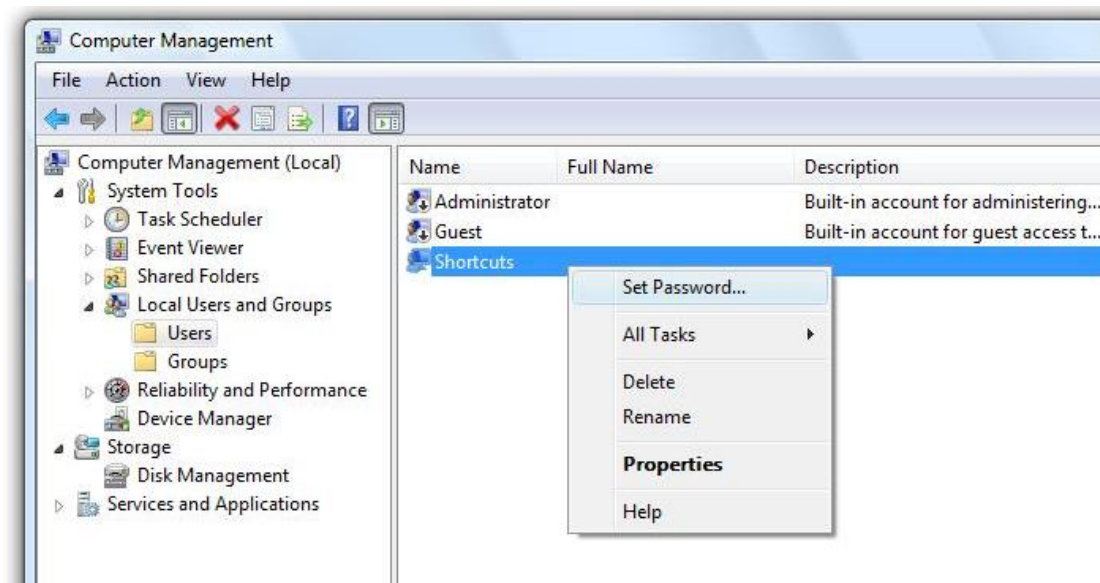 Computer Management
File Action View Help
Computer Management (Local)
System Tools
Task Scheduler
Event Viewer
Shared Folders
Local Users and Groups
Users
Groups
Reliability and Performance
Device Manager
Storage
Disk Management
Services and Applications
Name Full Name Description
Administrator Built-in account for administering...
Guest Built-in account for guest access t...
Shortcuts
Set Password...
All Tasks
Delete
Rename
Properties
Help